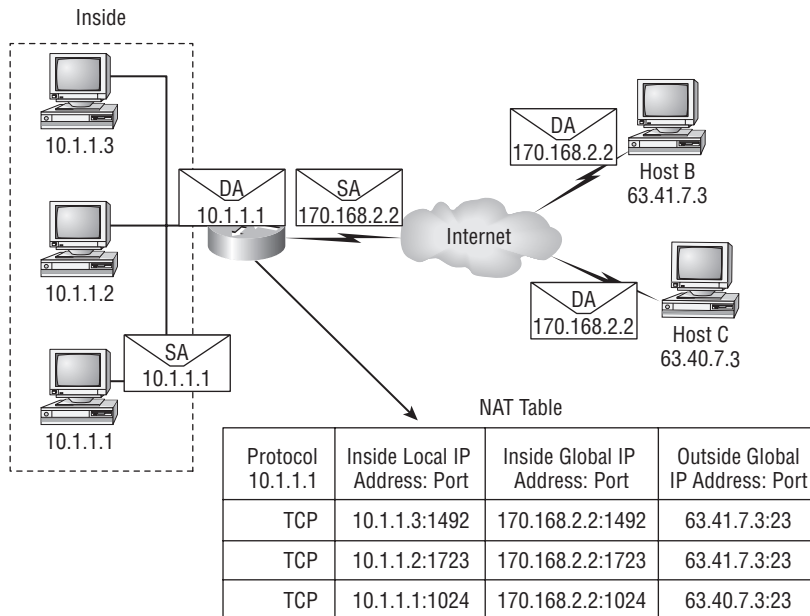 Inside
10.1.1.3
10.1.1.2
10.1.1.1
SA
10.1.1.1
DA
10.1.1.1
SA
170.168.2.2
Internet
DA
170.168.2.2
Host B
63.41.7.3
DA
170.168.2.2
Host C
63.40.7.3
NAT Table
Protocol Inside Local IP Inside Global IP Outside Global
10.1.1.1 Address: Port Address: Port IP Address: Port
TCP 10.1.1.3:1492 170.168.2.2:1492 63.41.7.3:23
TCP 10.1.1.2:1723 170.168.2.2:1723 63.41.7.3:23
TCP 10.1.1.1:1024 170.168.2.2:1024 63.40.7.3:23